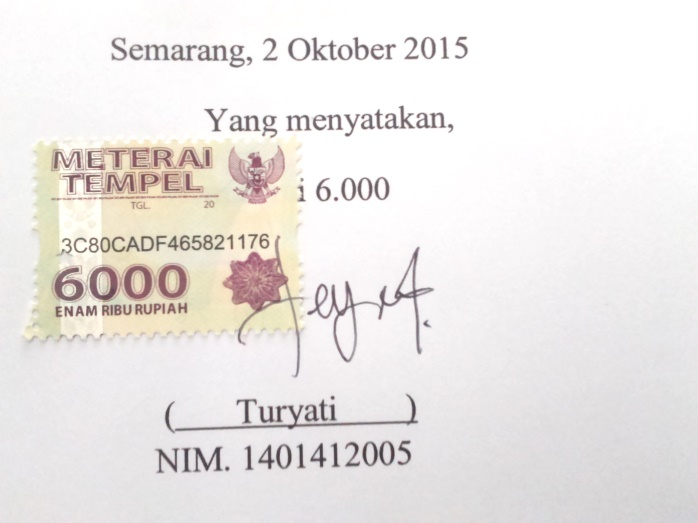 Semarang, 2 Oktober 2015
Yang menyatakan,
METERAI
TEMPEL
TGL. 20
i 6.000
3C80CADF465821176
6000
ENAM RIBU RUPIAH
( Turyati )
NIM. 1401412005